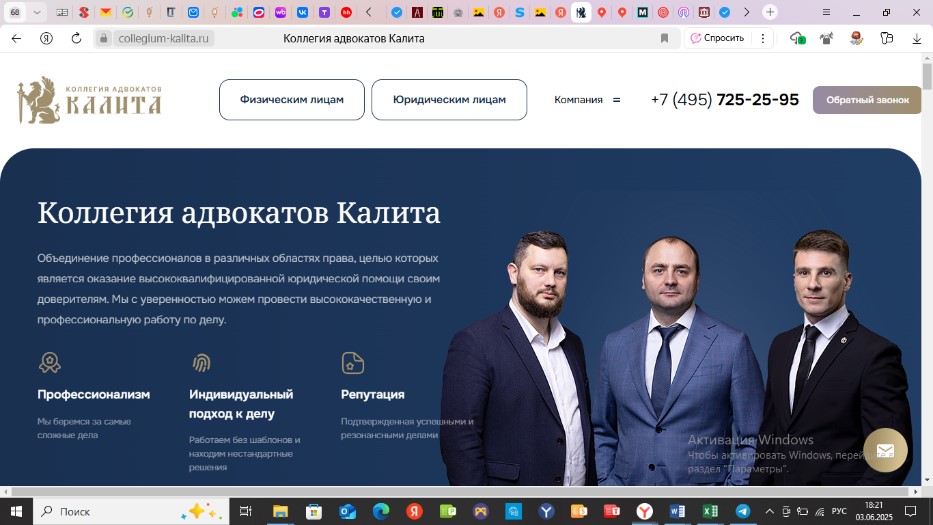 68
collegium-kalita.ru
Коллегия адвокатов Калита
Спросить
КОЛЛЕГИЯ АДВОКАТОВ
КАЛИТА
Физическим лицам
Юридическим лицам
Компания
+7 (495) 725-25-95
Обратный звонок
Коллегия адвокатов Калита
Объединение профессионалов в различных областях права, целью которых
является оказание высококвалифицированной юридической помощи своим
доверителям. Мы с уверенностью можем провести высококачественную и
профессиональную работу по делу.
Профессионализм
Мы беремся за самые
сложные дела
Индивидуальный
подход к делу
Работаем без шаблонов и
находим нестандартные
решения
Репутация
Подтвержденная успешными и
резонансными делами
Активация Windows
Чтобы активировать Windows, перей
раздел "Параметры".
Поиск
РУС
18:21
03.06.2025